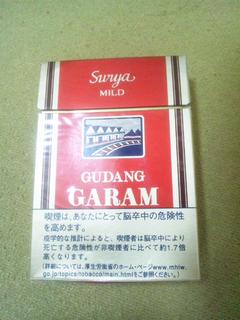 Surya
MILD
GUDANG
GARAM
喫煙は、あなたにとって脳卒中の危険性
を高めます。
疫学的な推計によると、喫煙者は脳卒中により死
亡する危険性が非喫煙者に比べて約1.7倍
高くなります。
(詳細については、厚生労働省のホーム・ページwww.mhlw.
go.jp/topics/tobacco/main.htmlをご参照ください。)